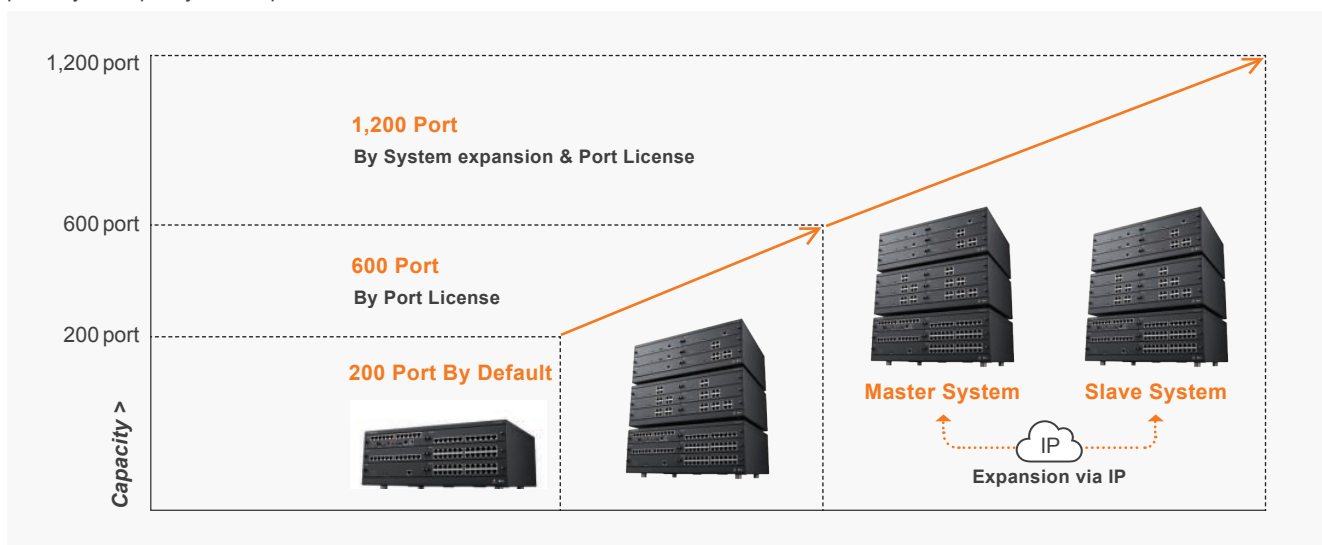 1,200 port
1,200 Port
By System expansion & Port License
600 port
600 Port
By Port License
200 port
200 Port By Default
Master System
Slave System
IP
Expansion via IP
Capacity >